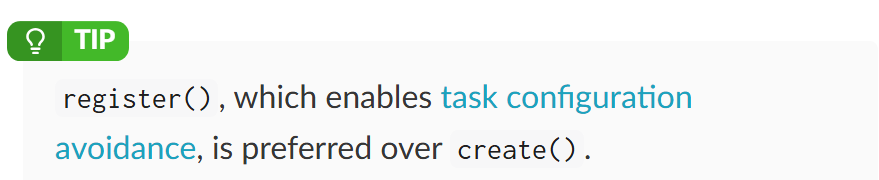 TIP
register(), which enables task configuration
avoidance, is preferred over create().